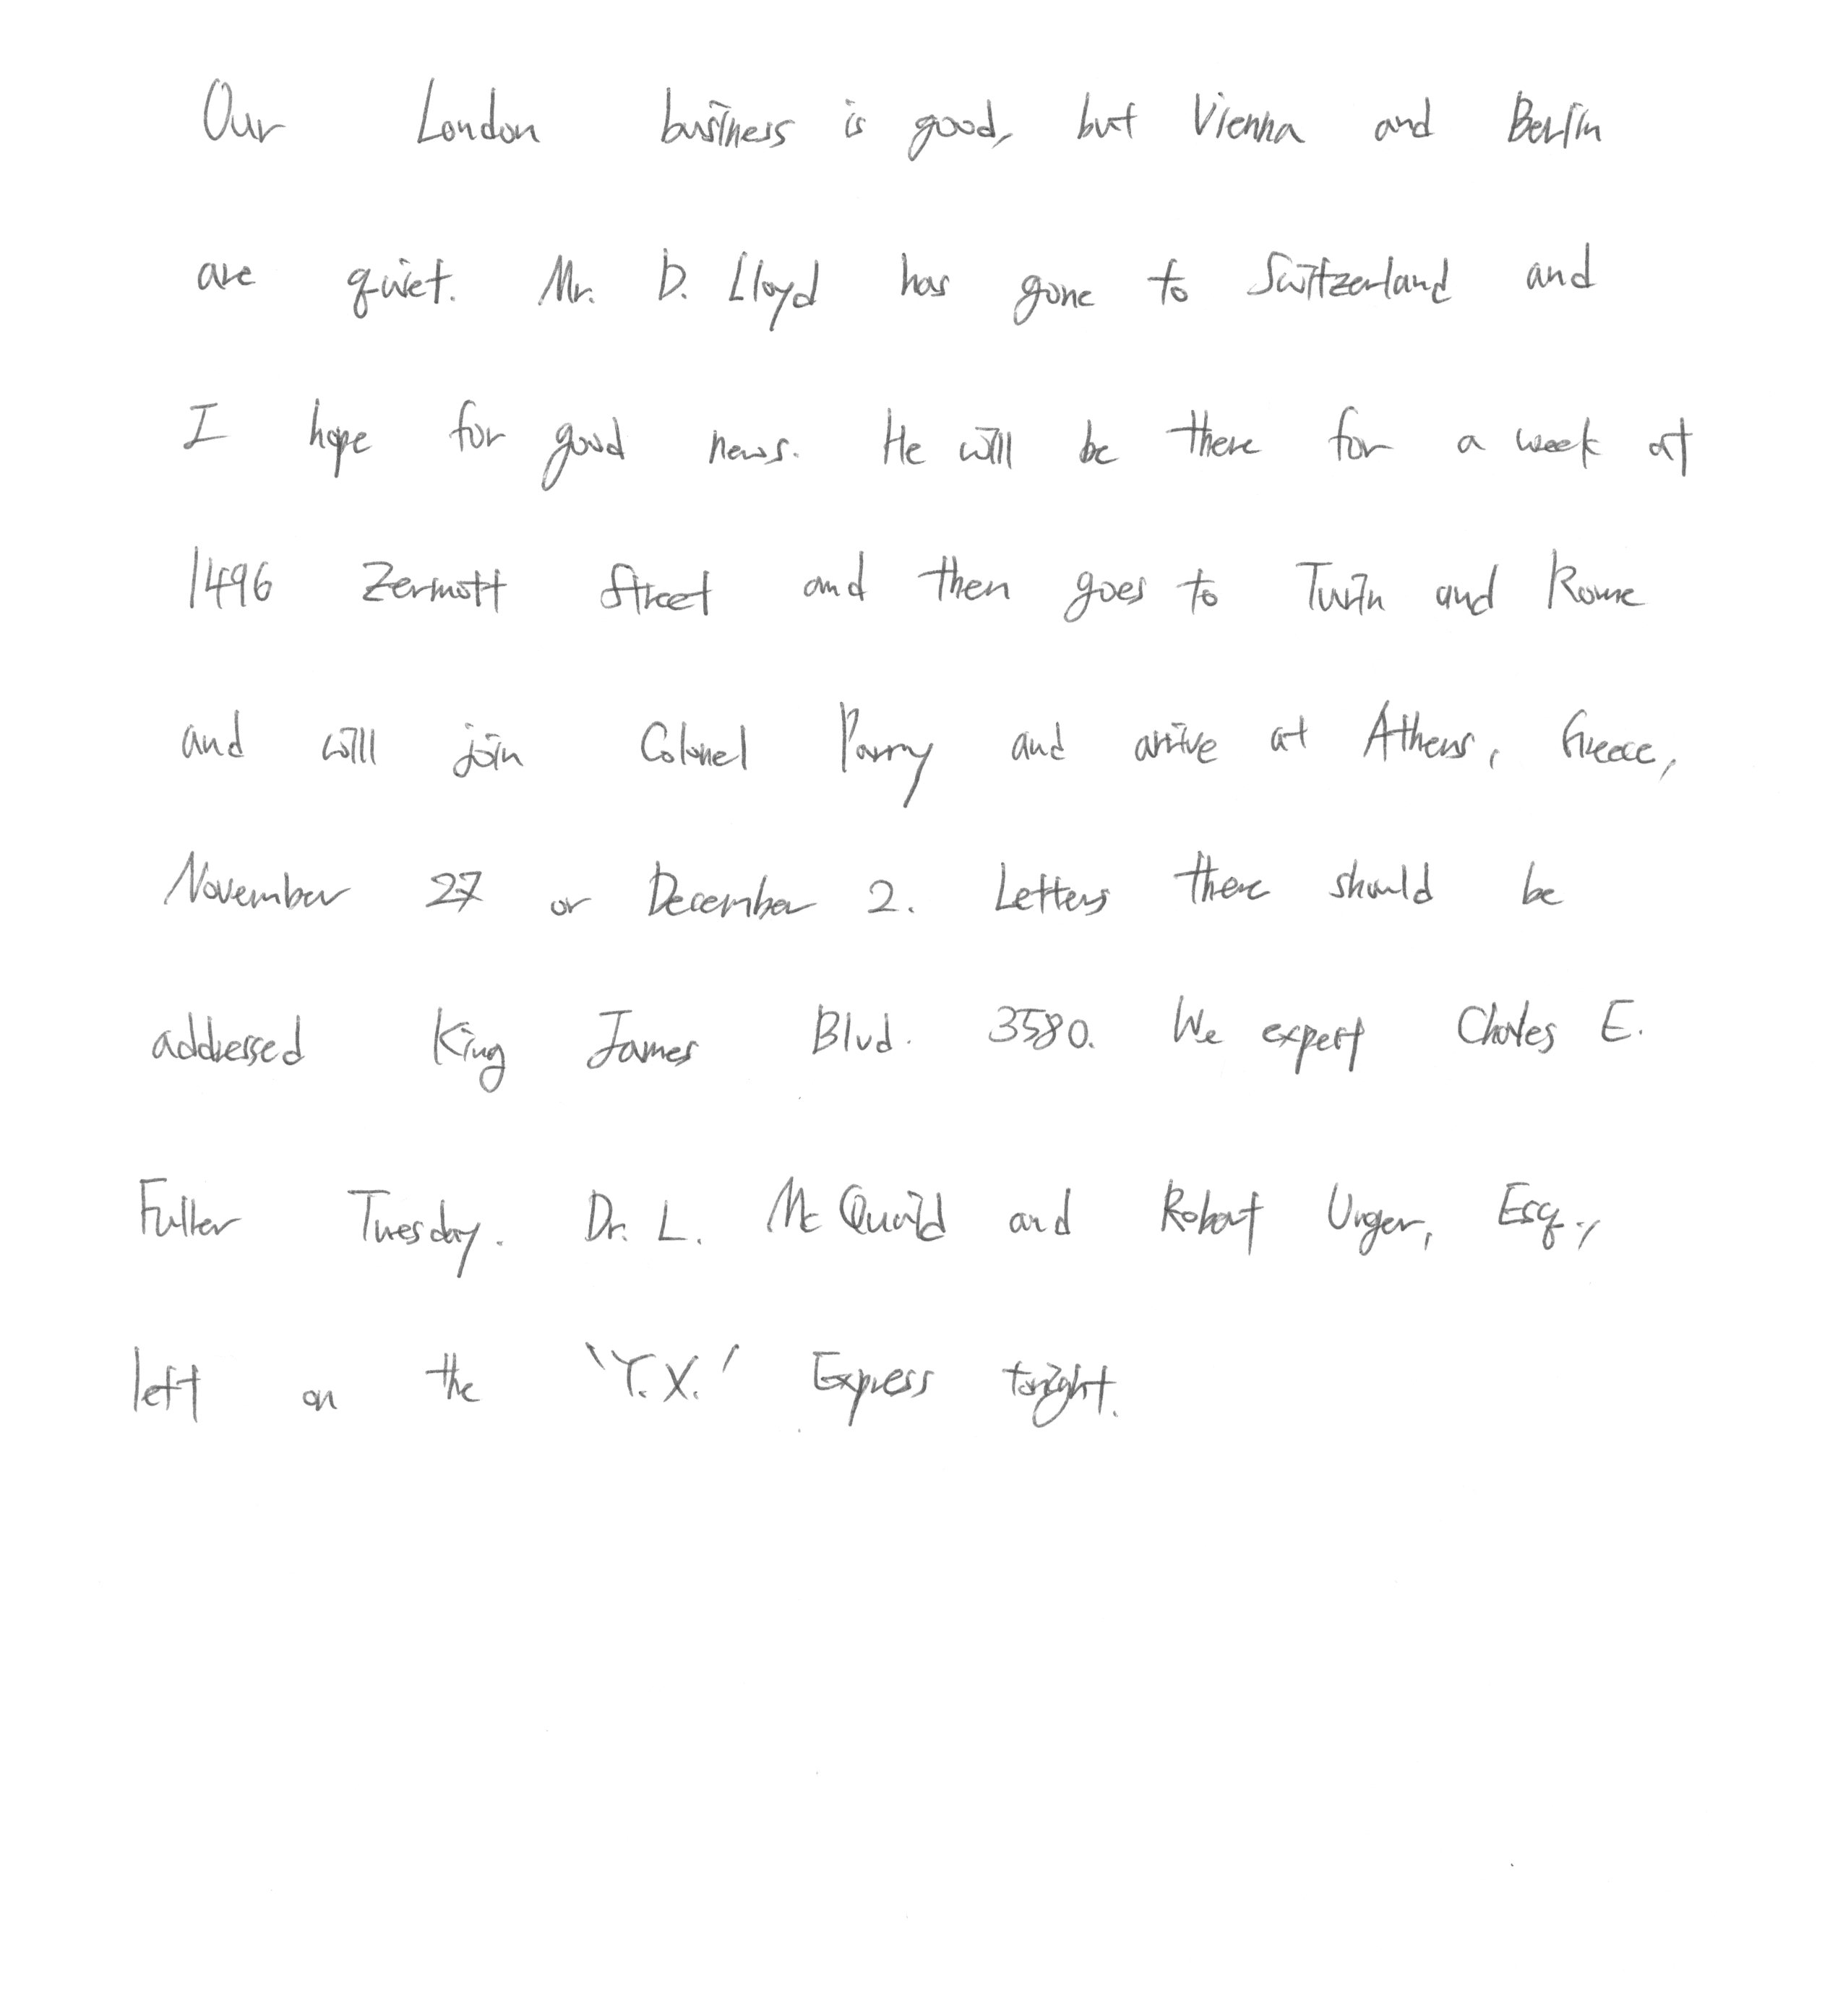 Our London business is good, but Vienna and Berlin
are quiet. Mr. D. Lloyd has gone to Switzerland and
I hope for good news. He will be there for a week at
1496 Zermott Street and then goes to Turin and Rome
and will join Colonel Parry and arrive at Athens, Greece,
November 27 or December 2. Letters there should be
addressed King James Blvd. 3580. We expert Charles E.
Fuller Tuesday. Dr. L. McQuaid and Robert Unger, Esq.,
left on the 'Y.X.' Express tonight.